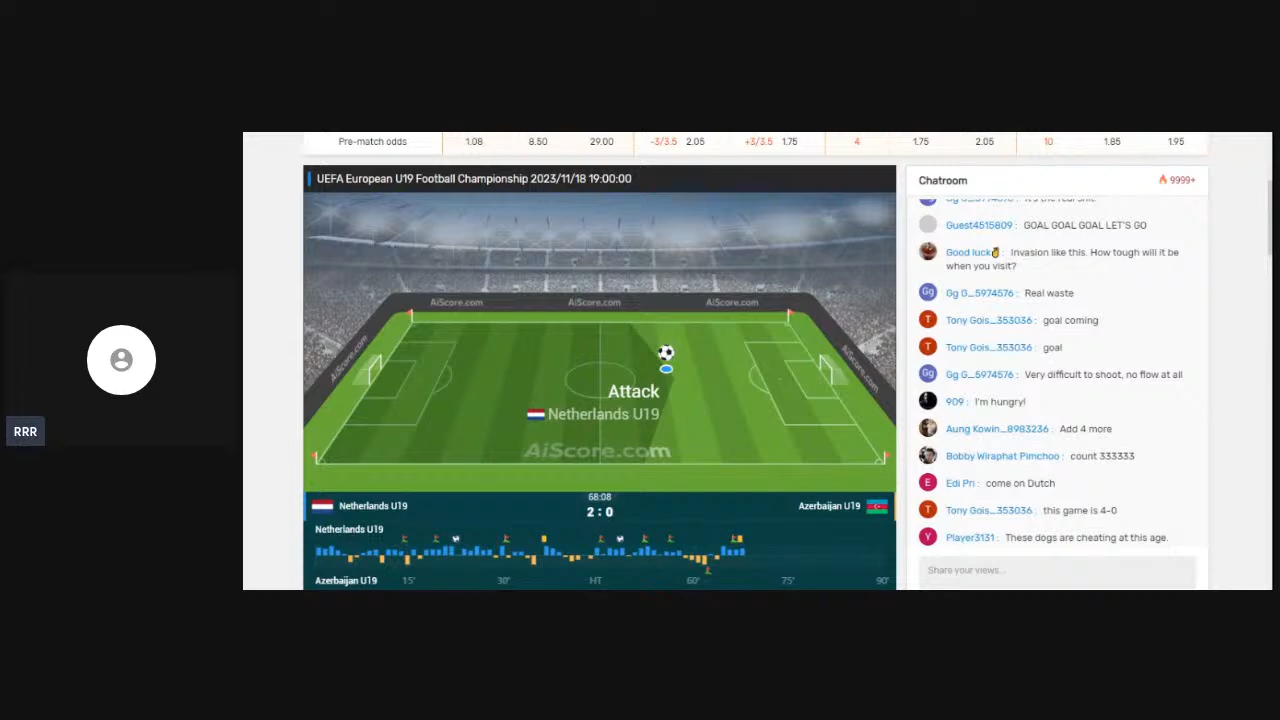 Pre-match odds 1.08 8.50 29.00 -3/3.5 2.05 +3/3.5 1.75 4 1.75 2.05 10 1.85 1.95
UEFA European U19 Football Championship 2023/11/18 19:00:00
AiScore.com AiScore.com AiScore.com
AiScore.com AiScore.com
Attack
Netherlands U19
AiScore.com
68:08
Netherlands U19 2 : 0 Azerbaijan U19
Netherlands U19
Azerbaijan U19 15' 30' HT 60' 75' 90'
Chatroom 9999+
Guest4515809 : GOAL GOAL GOAL LET'S GO
Good luck : Invasion like this. How tough will it be
when you visit?
Gg Gg G_5974576 : Real waste
T Tony Gois_353036 : goal coming
T Tony Gois_353036 : goal
Gg Gg G_5974576 : Very difficult to shoot, no flow at all
909 : I'm hungry!
Aung Kowin_8983236 : Add 4 more
Bobby Wiraphat Pimchoo : count 333333
E Edi Pri : come on Dutch
T Tony Gois_353036 : this game is 4-0
Y Player3131 : These dogs are cheating at this age.
Share your views...
RRR